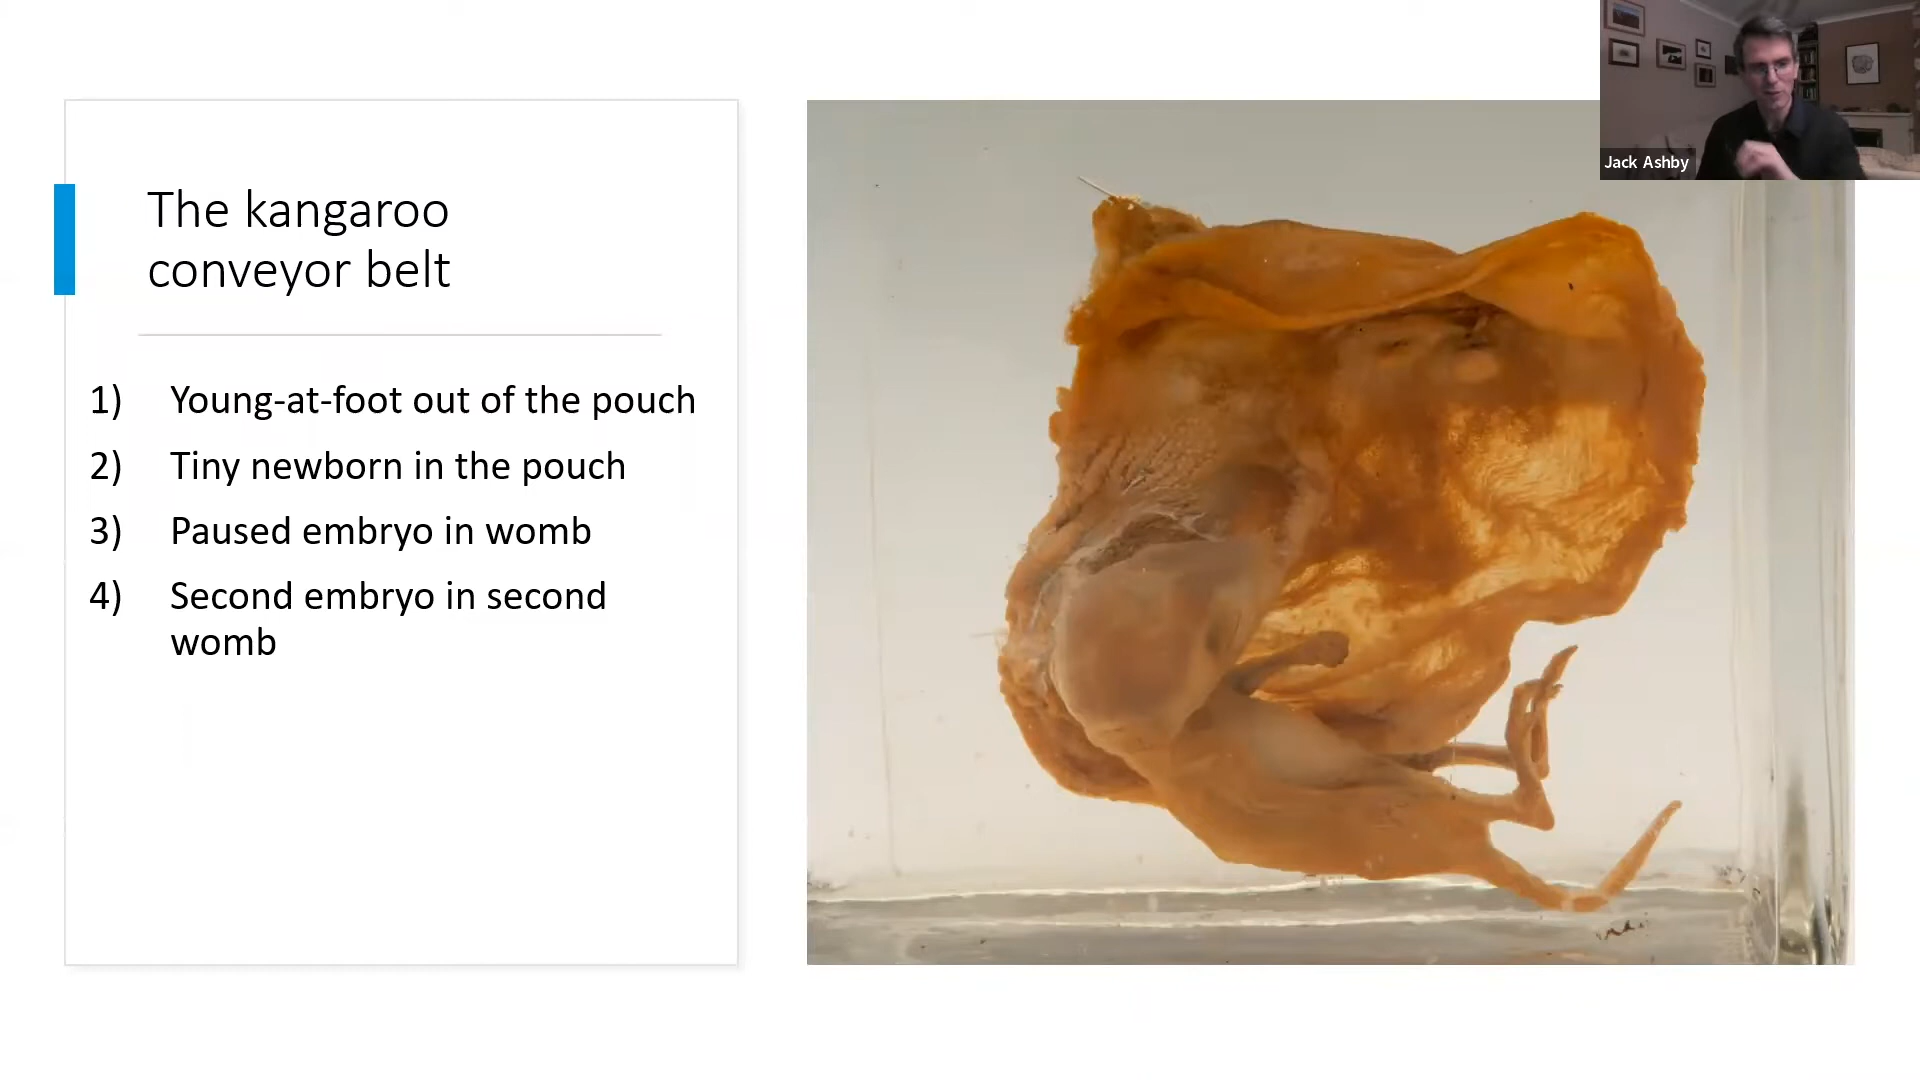 The kangaroo
conveyor belt
1) Young-at-foot out of the pouch
2) Tiny newborn in the pouch
3) Paused embryo in womb
4) Second embryo in second
womb
Jack Ashby